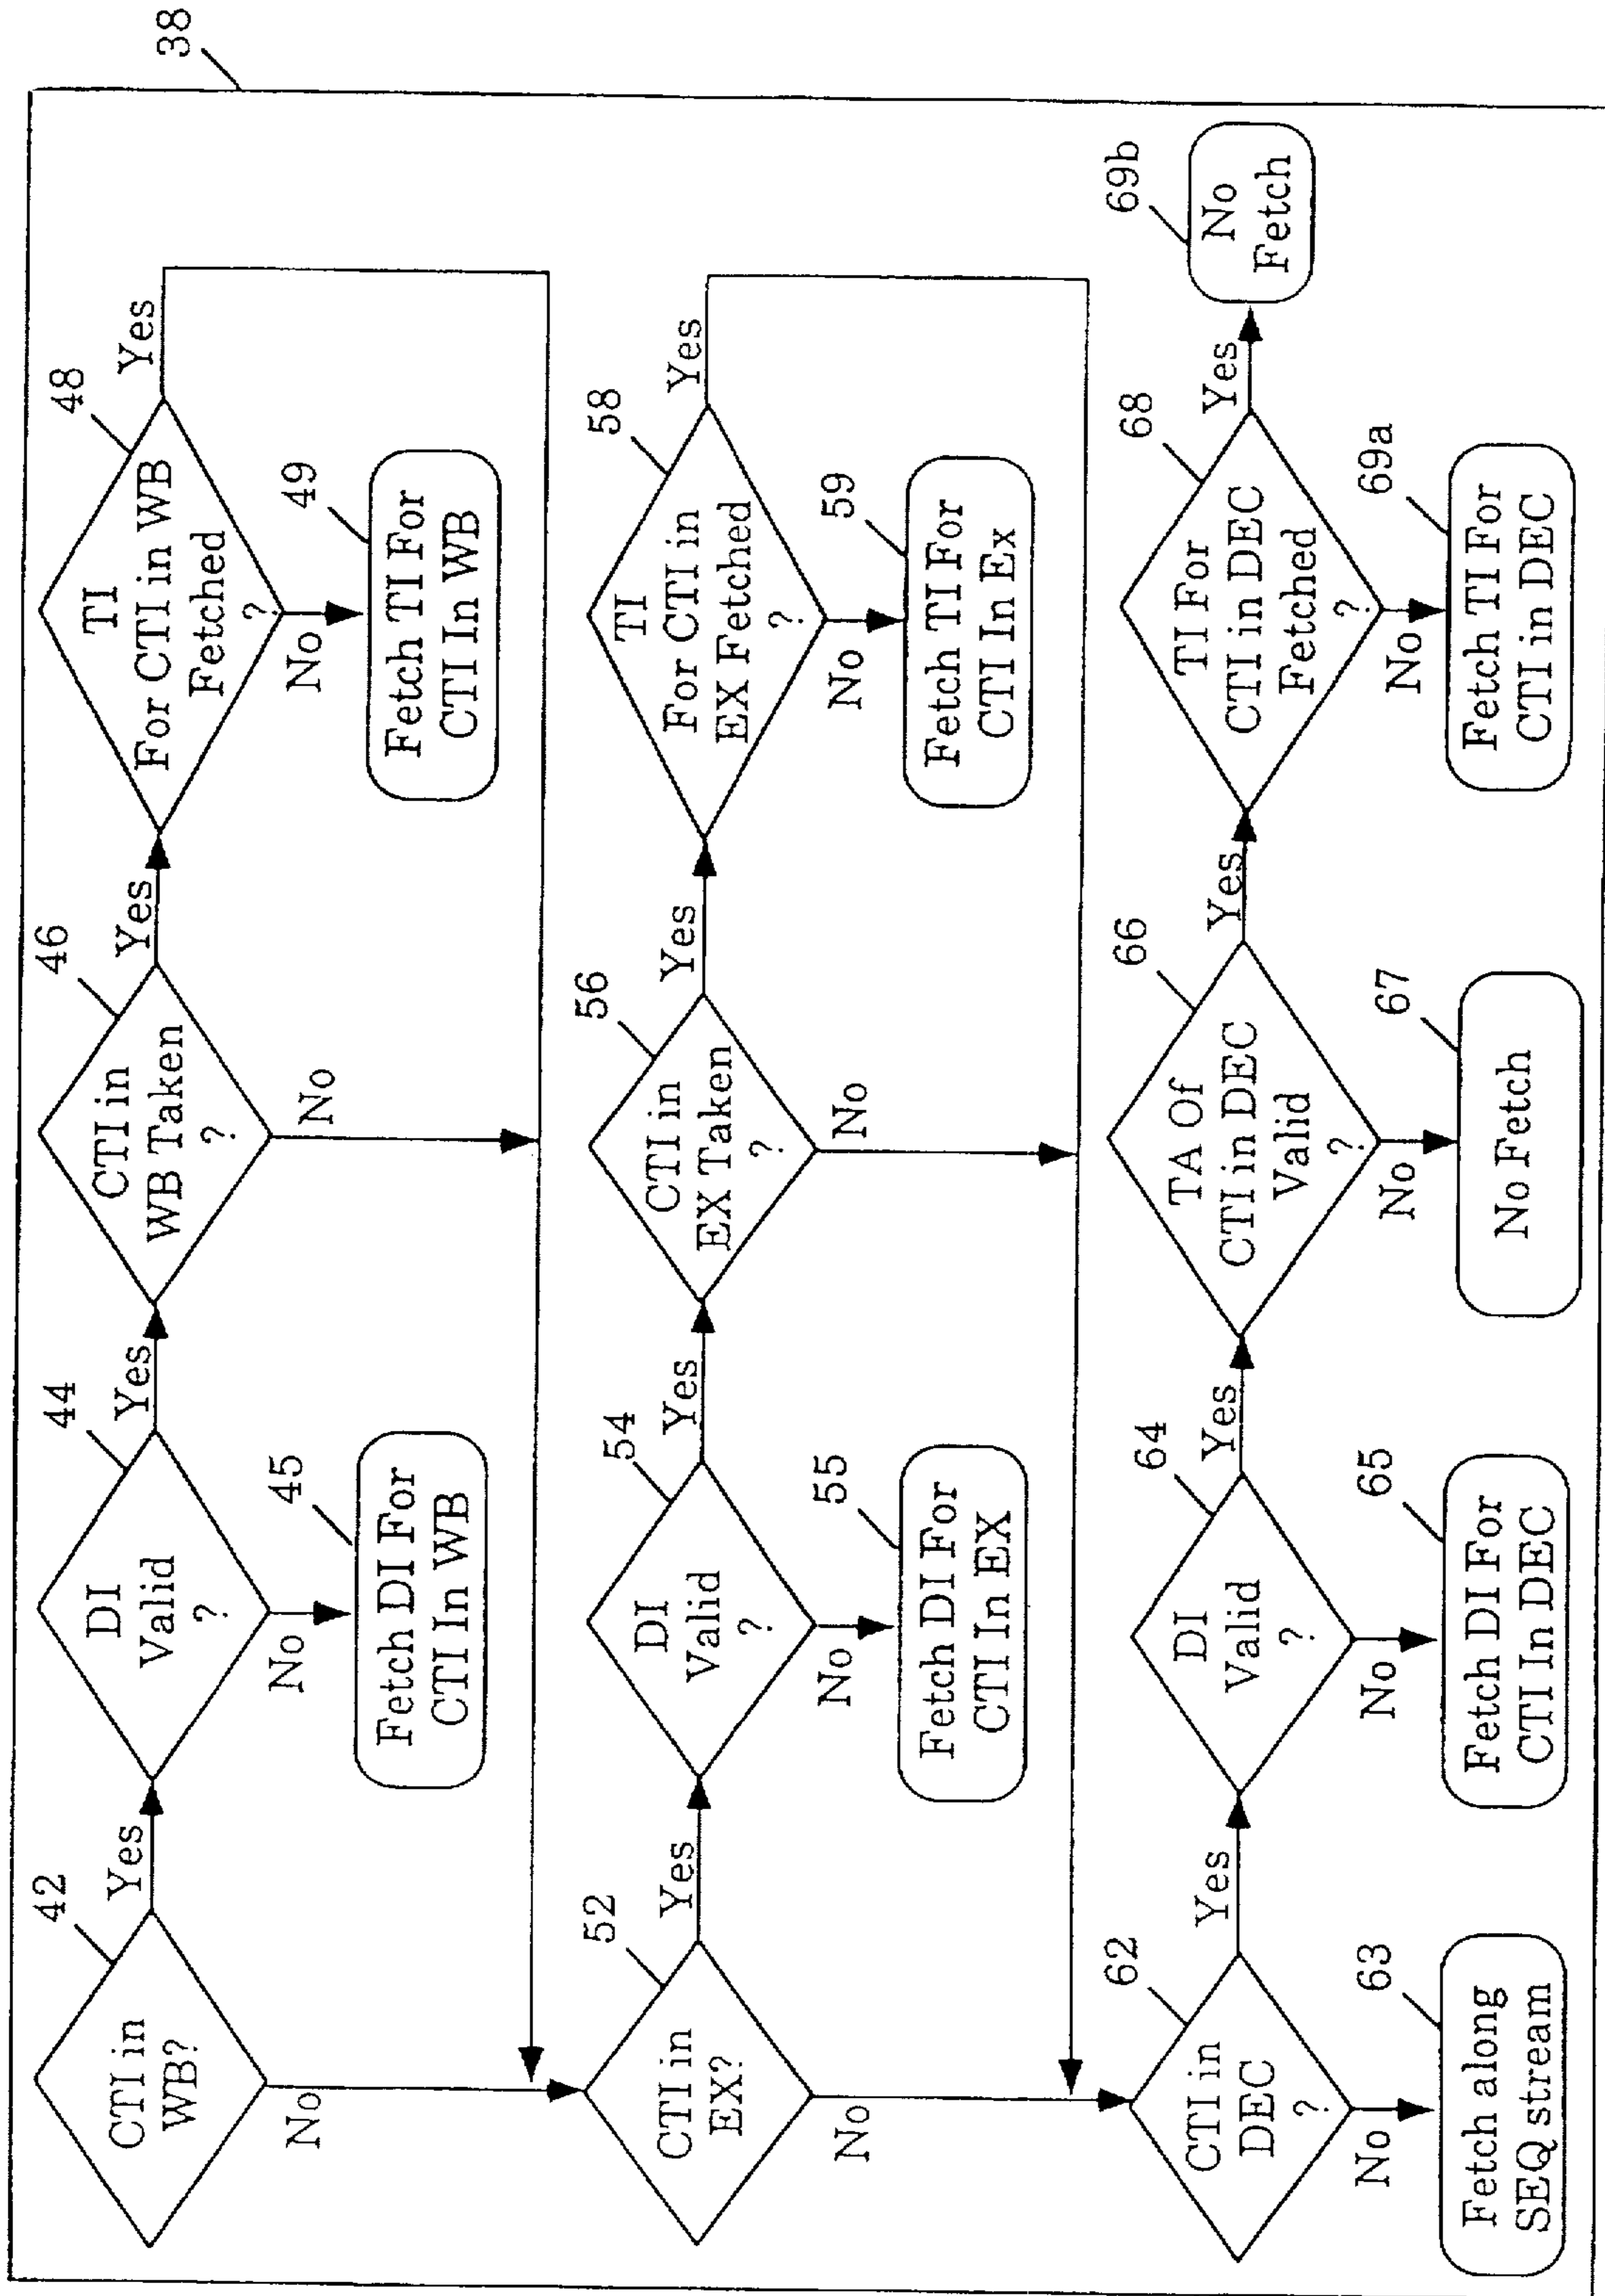 38
42
CTI in
WB?
Yes
No
44
DI
Valid
?
Yes
No
45
Fetch DI For
CTI In WB
46
CTI in
WB Taken
?
Yes
No
48
TI
For CTI in WB
Fetched
?
Yes
No
49
Fetch TI For
CTI In WB
52
CTI in
EX?
Yes
No
54
DI
Valid
?
Yes
No
55
Fetch DI For
CTI In EX
56
CTI in
EX Taken
?
Yes
No
58
TI
For CTI in
EX Fetched
?
Yes
No
59
Fetch TI For
CTI In Ex
62
CTI in
DEC
?
Yes
No
63
Fetch along
SEQ stream
64
DI
Valid
?
Yes
No
65
Fetch DI For
CTI In DEC
66
TA Of
CTI in DEC
Valid
?
Yes
No
67
No Fetch
68
TI For
CTI in DEC
Fetched
?
Yes
No
69a
Fetch TI For
CTI in DEC
69b
No
Fetch